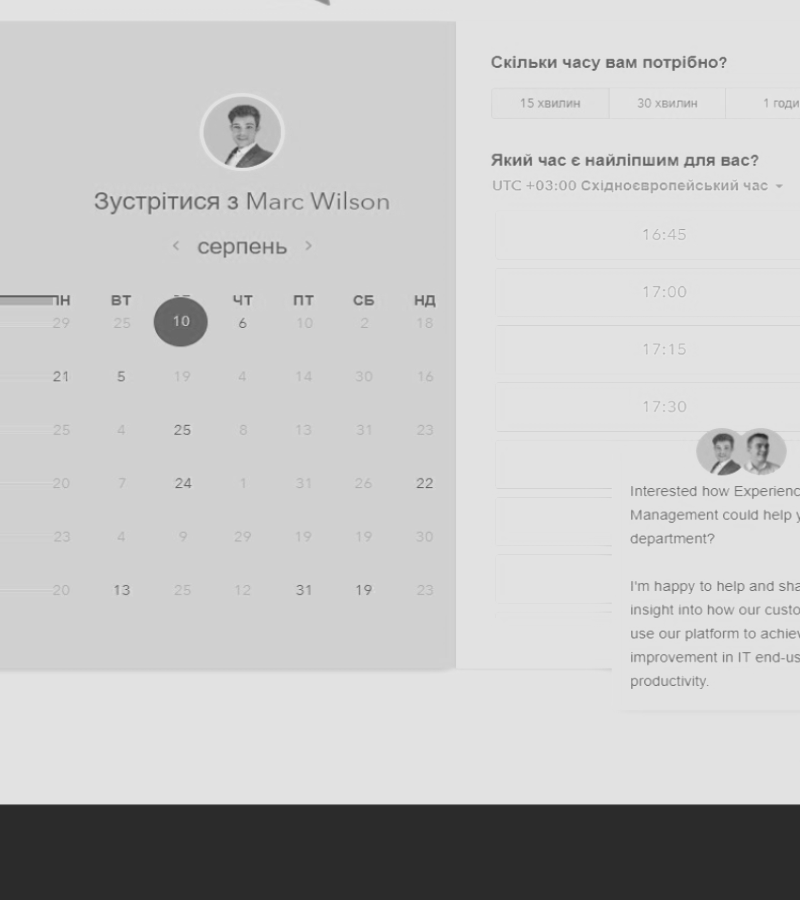 Зустрітися з Marc Wilson
серпень
ПН ВТ ЧТ ПТ СБ НД
29 25 10 6 10 2 18
21 5 19 4 14 30 16
25 4 25 8 13 31 23
20 7 24 1 31 26 22
23 4 9 29 19 19 30
20 13 25 12 31 19 23
Скільки часу вам потрібно?
15 хвилин 30 хвилин 1 годи
Який час є найліпшим для вас?
UTC +03:00 Східноєвропейський час
16:45
17:00
17:15
17:30
Interested how Experienc
Management could help y
department?
I'm happy to help and sha
insight into how our custo
use our platform to achiev
improvement in IT end-us
productivity.